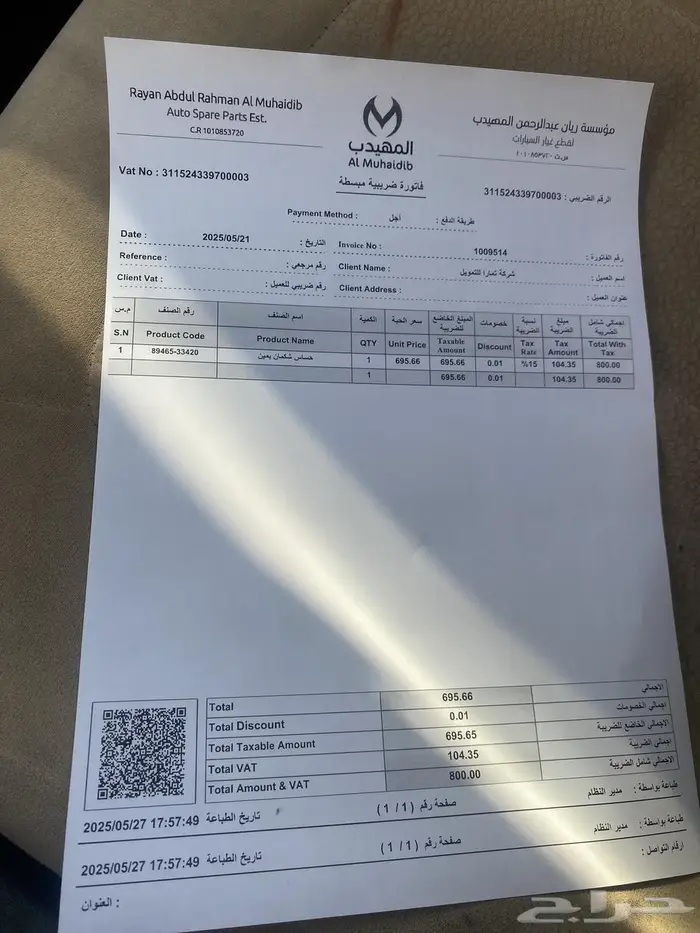 Rayan Abdul Rahman Al Muhaidib
Auto Spare Parts Est.
C.R 1010853720
المهيدب
Al Muhaidib
مؤسسة ريان عبدالرحمن المهيدب
لقطع غيار السيارات
س ت ١٠١٠٨٥٣٧٢٠
Vat No : 311524339700003
فاتورة ضريبية مبسطة
الرقم الضريبي : 311524339700003
Payment Method : أجل طريقة الدفع :
Date : 2025/05/21 التاريخ :
Invoice No : 1009514 رقم الفاتورة :
Reference : رقم مرجعي :
Client Name : شركة تمارا للتمويل اسم العميل :
Client Vat : رقم ضريبي للعميل :
Client Address : عنوان العميل :
م.س رقم الصنف اسم الصنف الكمية سعر الحبة المبلغ الخاضع للضريبة خصومات نسبة الضريبة مبلغ الضريبة اجمالي شامل الضريبة
S.N Product Code Product Name QTY Unit Price Taxable Amount Discount Tax Rate Tax Amount Total With Tax
1 89465-33420 حساس شكمان يمين 1 695.66 695.66 0.01 %15 104.35 800.00
1 695.66 0.01 104.35 800.00
Total 695.66 الاجمالي
Total Discount 0.01 اجمالي الخصومات
Total Taxable Amount 695.65 الاجمالي الخاضع للضريبة
Total VAT 104.35 اجمالي الضريبة
Total Amount & VAT 800.00 الاجمالي شامل الضريبة
2025/05/27 17:57:49 تاريخ الطباعة صفحة رقم (1 / 1) طباعة بواسطة : مدير النظام
2025/05/27 17:57:49 تاريخ الطباعة صفحة رقم (1 / 1) طباعة بواسطة : مدير النظام
ارقام التواصل :
العنوان :
حراج